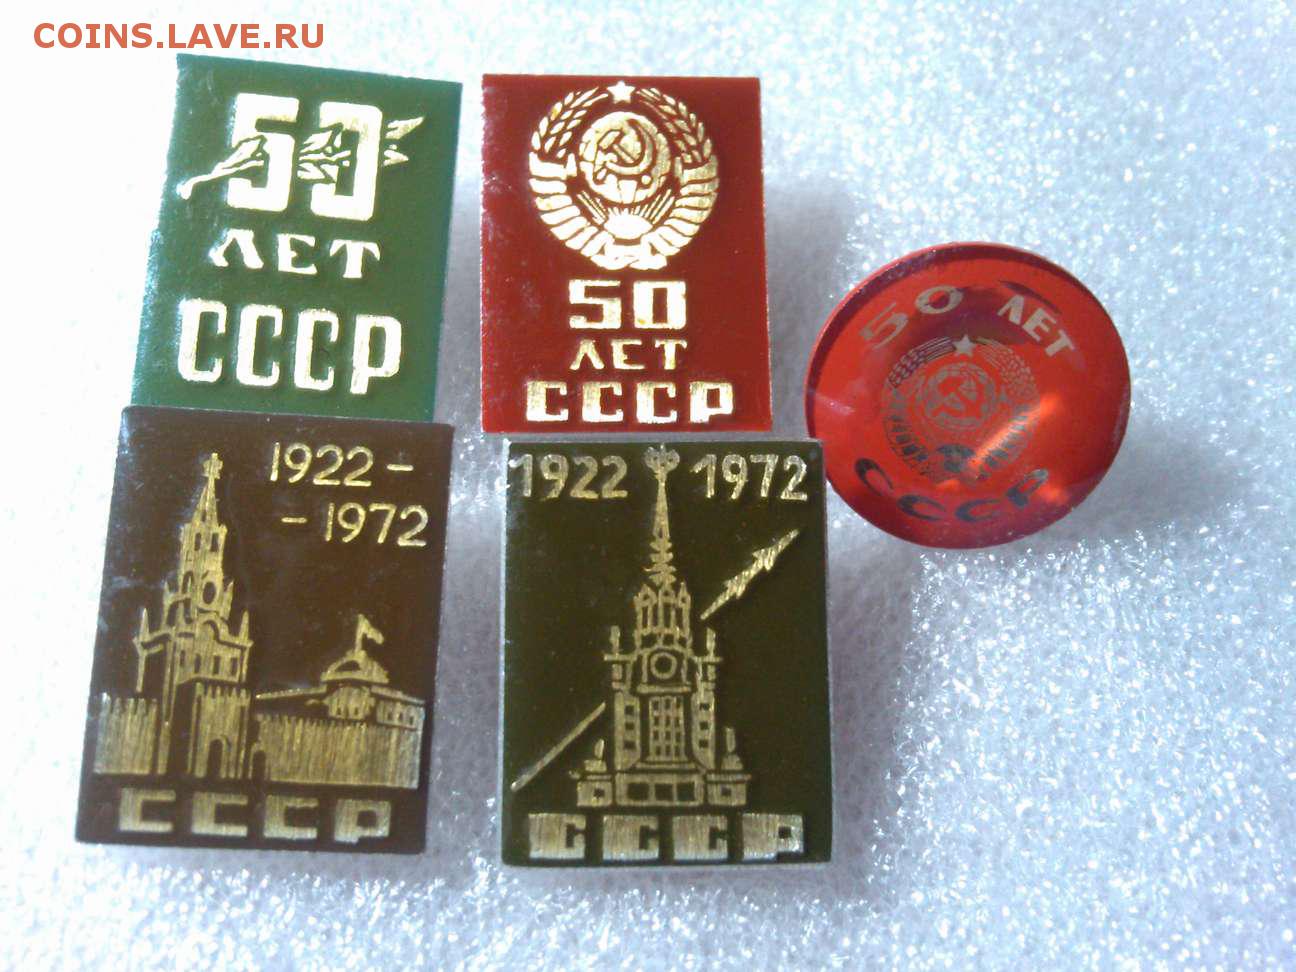 COINS.LAVE.RU
50
ЛЕТ
СССР
50
ЛЕТ
СССР
50 ЛЕТ
СССР
1922 -
- 1972
СССР
1922 1972
СССР